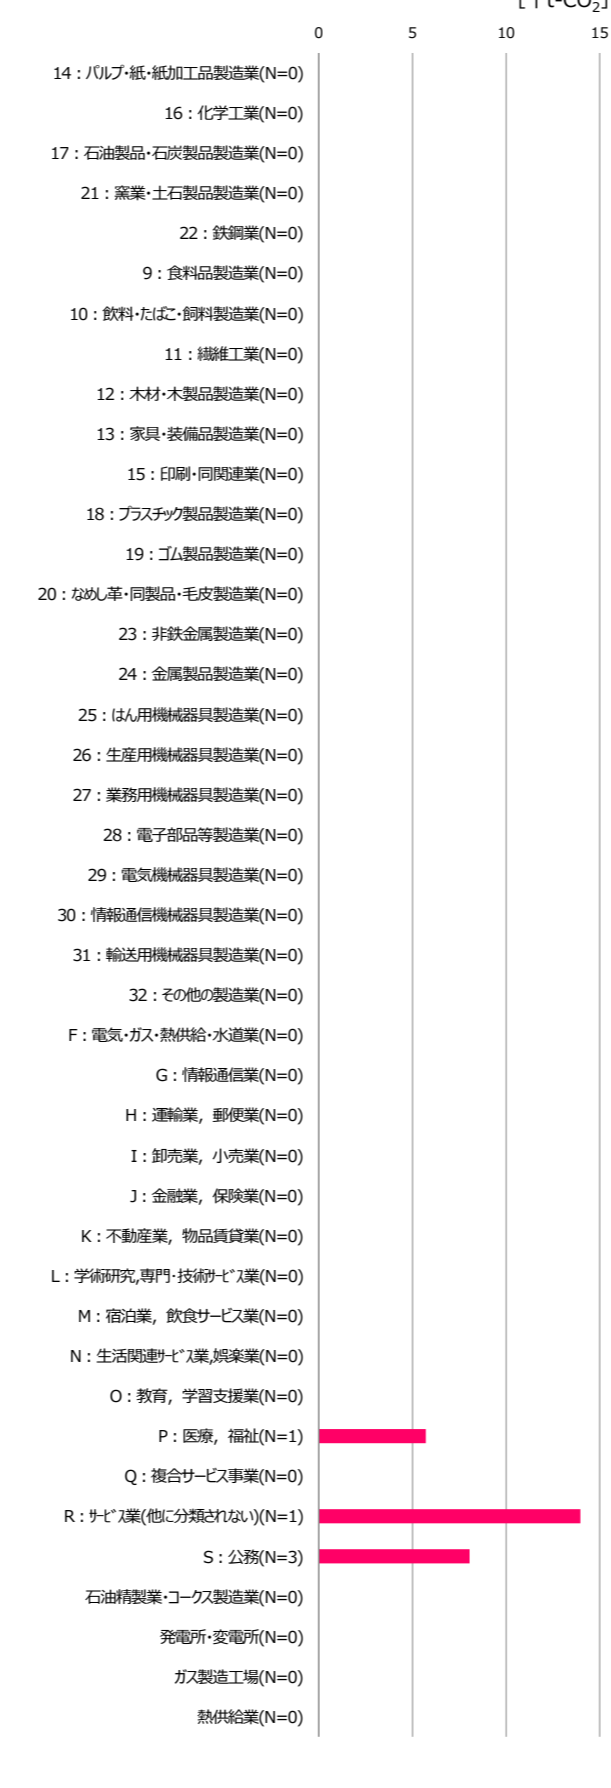 [千t-CO2]
0 5 10 15
14：パルプ・紙・紙加工品製造業(N=0)
16：化学工業(N=0)
17：石油製品・石炭製品製造業(N=0)
21：窯業・土石製品製造業(N=0)
22：鉄鋼業(N=0)
9：食料品製造業(N=0)
10：飲料・たばこ・飼料製造業(N=0)
11：繊維工業(N=0)
12：木材・木製品製造業(N=0)
13：家具・装備品製造業(N=0)
15：印刷・同関連業(N=0)
18：プラスチック製品製造業(N=0)
19：ゴム製品製造業(N=0)
20：なめし革・同製品・毛皮製造業(N=0)
23：非鉄金属製造業(N=0)
24：金属製品製造業(N=0)
25：はん用機械器具製造業(N=0)
26：生産用機械器具製造業(N=0)
27：業務用機械器具製造業(N=0)
28：電子部品等製造業(N=0)
29：電気機械器具製造業(N=0)
30：情報通信機械器具製造業(N=0)
31：輸送用機械器具製造業(N=0)
32：その他の製造業(N=0)
F：電気・ガス・熱供給・水道業(N=0)
G：情報通信業(N=0)
H：運輸業，郵便業(N=0)
I：卸売業，小売業(N=0)
J：金融業，保険業(N=0)
K：不動産業，物品賃貸業(N=0)
L：学術研究,専門・技術ｻｰﾋﾞｽ業(N=0)
M：宿泊業，飲食サービス業(N=0)
N：生活関連ｻｰﾋﾞｽ業,娯楽業(N=0)
O：教育，学習支援業(N=0)
P：医療，福祉(N=1)
Q：複合サービス事業(N=0)
R：ｻｰﾋﾞｽ業(他に分類されない)(N=1)
S：公務(N=3)
石油精製業・コークス製造業(N=0)
発電所・変電所(N=0)
ガス製造工場(N=0)
熱供給業(N=0)